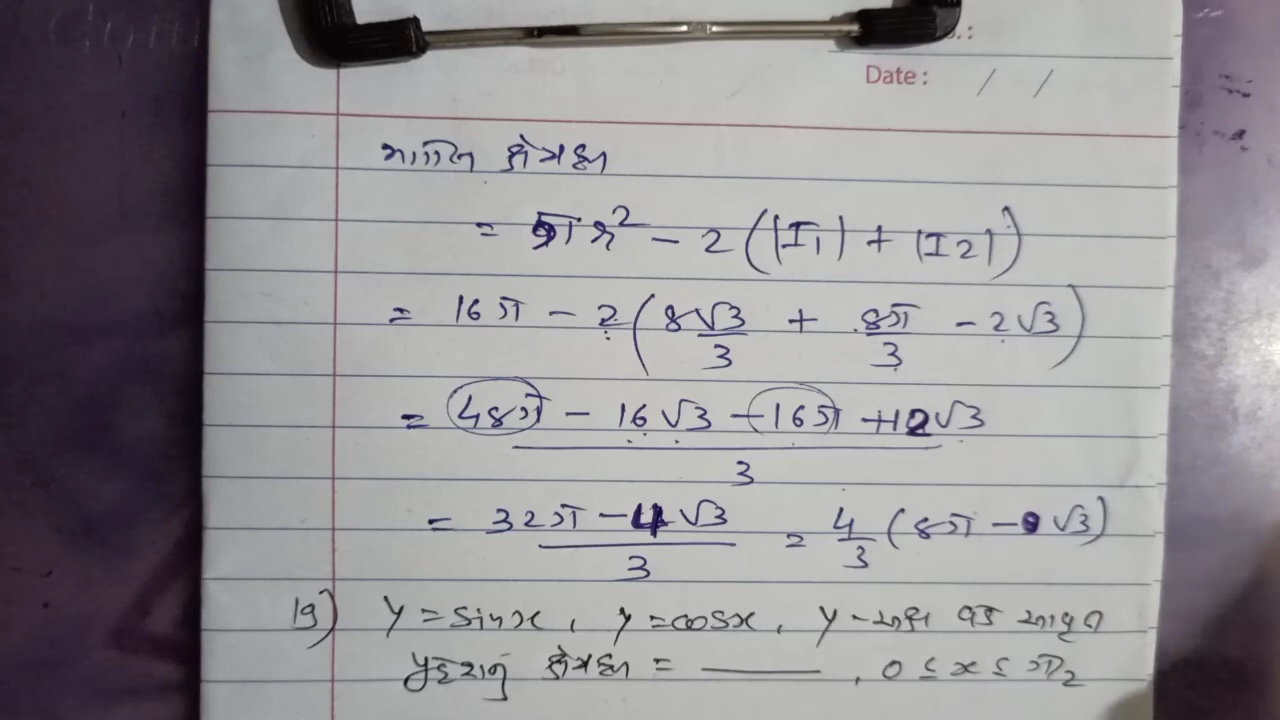 Date: / /
માગેલ ક્ષેત્રફળ
= πr² - 2(|I₁| + |I2|)
= 16π - 2(8√3/3 + 8π/3 - 2√3)
= (48π - 16√3 - 16π + 12√3)/3
= (32π - 4√3)/3 = 4/3 (8π - √3)
19) y = sinx, y = cosx, y-અક્ષ વડે આવૃત્ત
પ્રદેશનું ક્ષેત્રફળ = ______, 0 ≤ x ≤ π/2